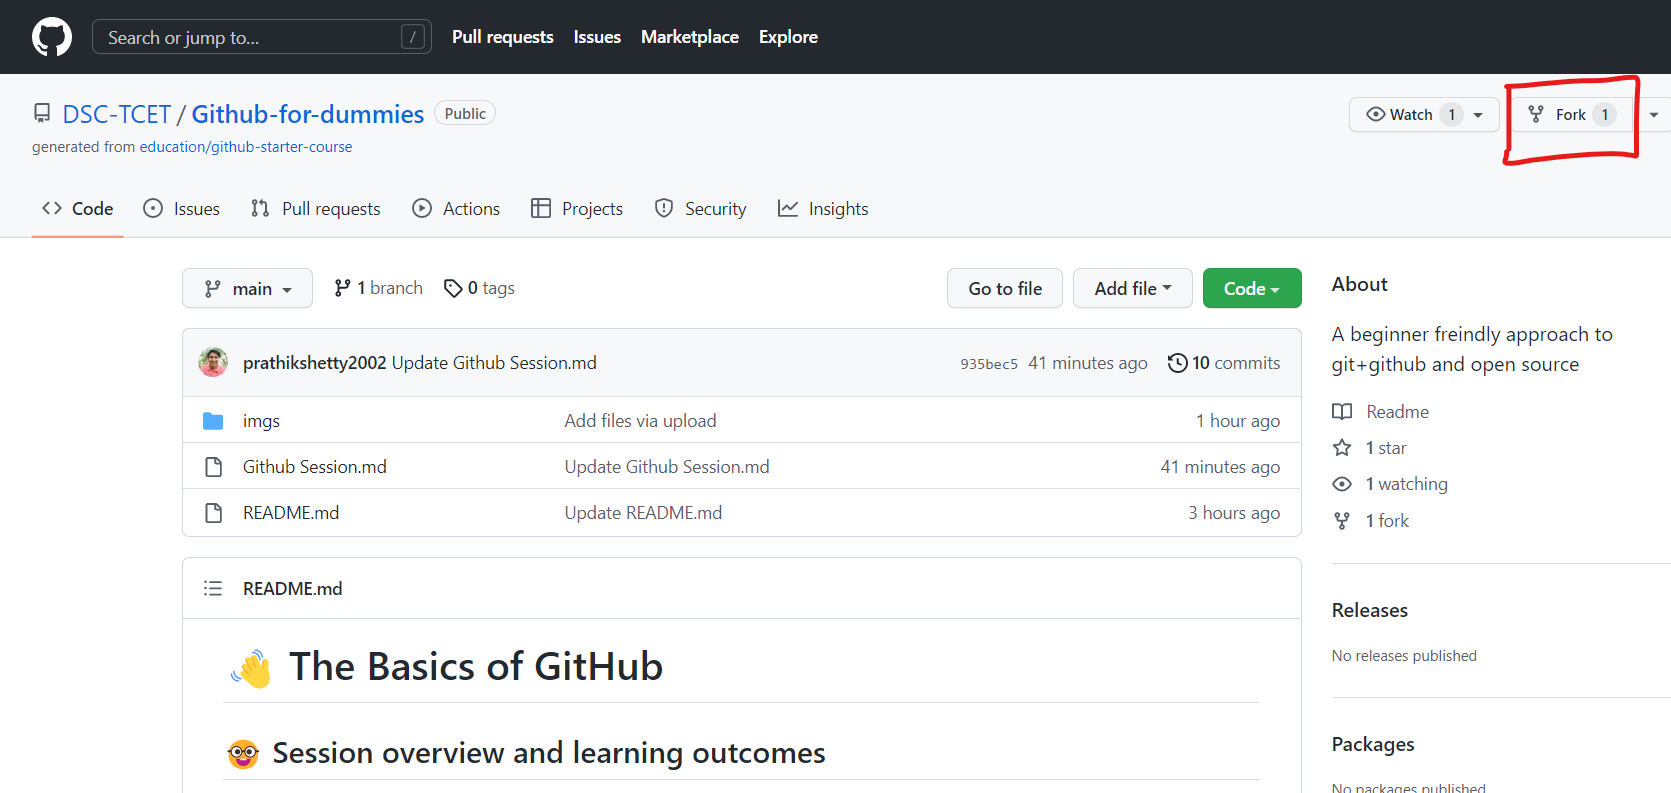 Search or jump to... / Pull requests Issues Marketplace Explore
DSC-TCET / Github-for-dummies Public Watch 1 Fork 1
generated from education/github-starter-course
Code Issues Pull requests Actions Projects Security Insights
main 1 branch 0 tags Go to file Add file Code
prathikshetty2002 Update Github Session.md 935bec5 41 minutes ago 10 commits
imgs Add files via upload 1 hour ago
Github Session.md Update Github Session.md 41 minutes ago
README.md Update README.md 3 hours ago
README.md
The Basics of GitHub
Session overview and learning outcomes
About
A beginner freindly approach to
git+github and open source
Readme
1 star
1 watching
1 fork
Releases
No releases published
Packages
No packages published